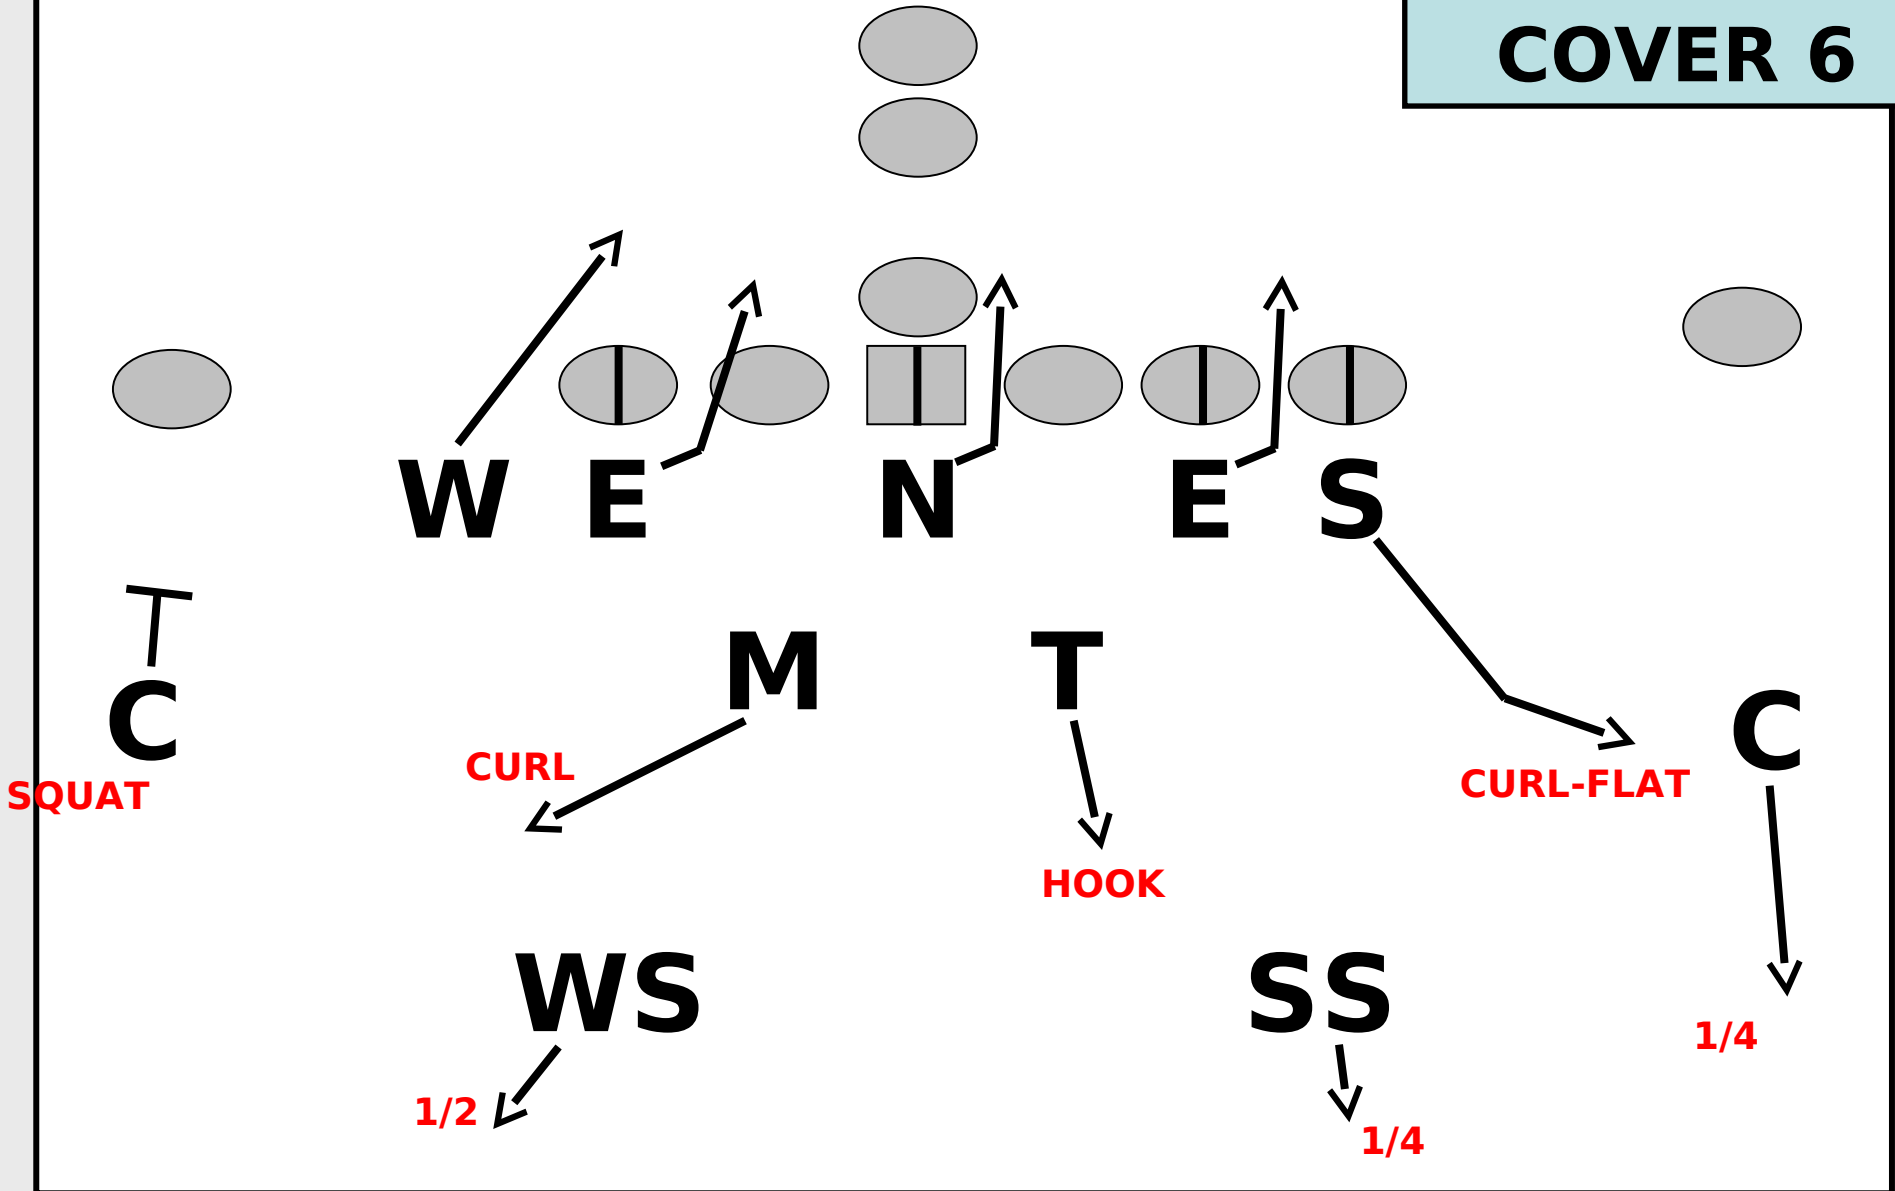 COVER 6
W E N E S
M T
C C
CURL
SQUAT CURL-FLAT
HOOK
WS SS
1/4
1/2
1/4